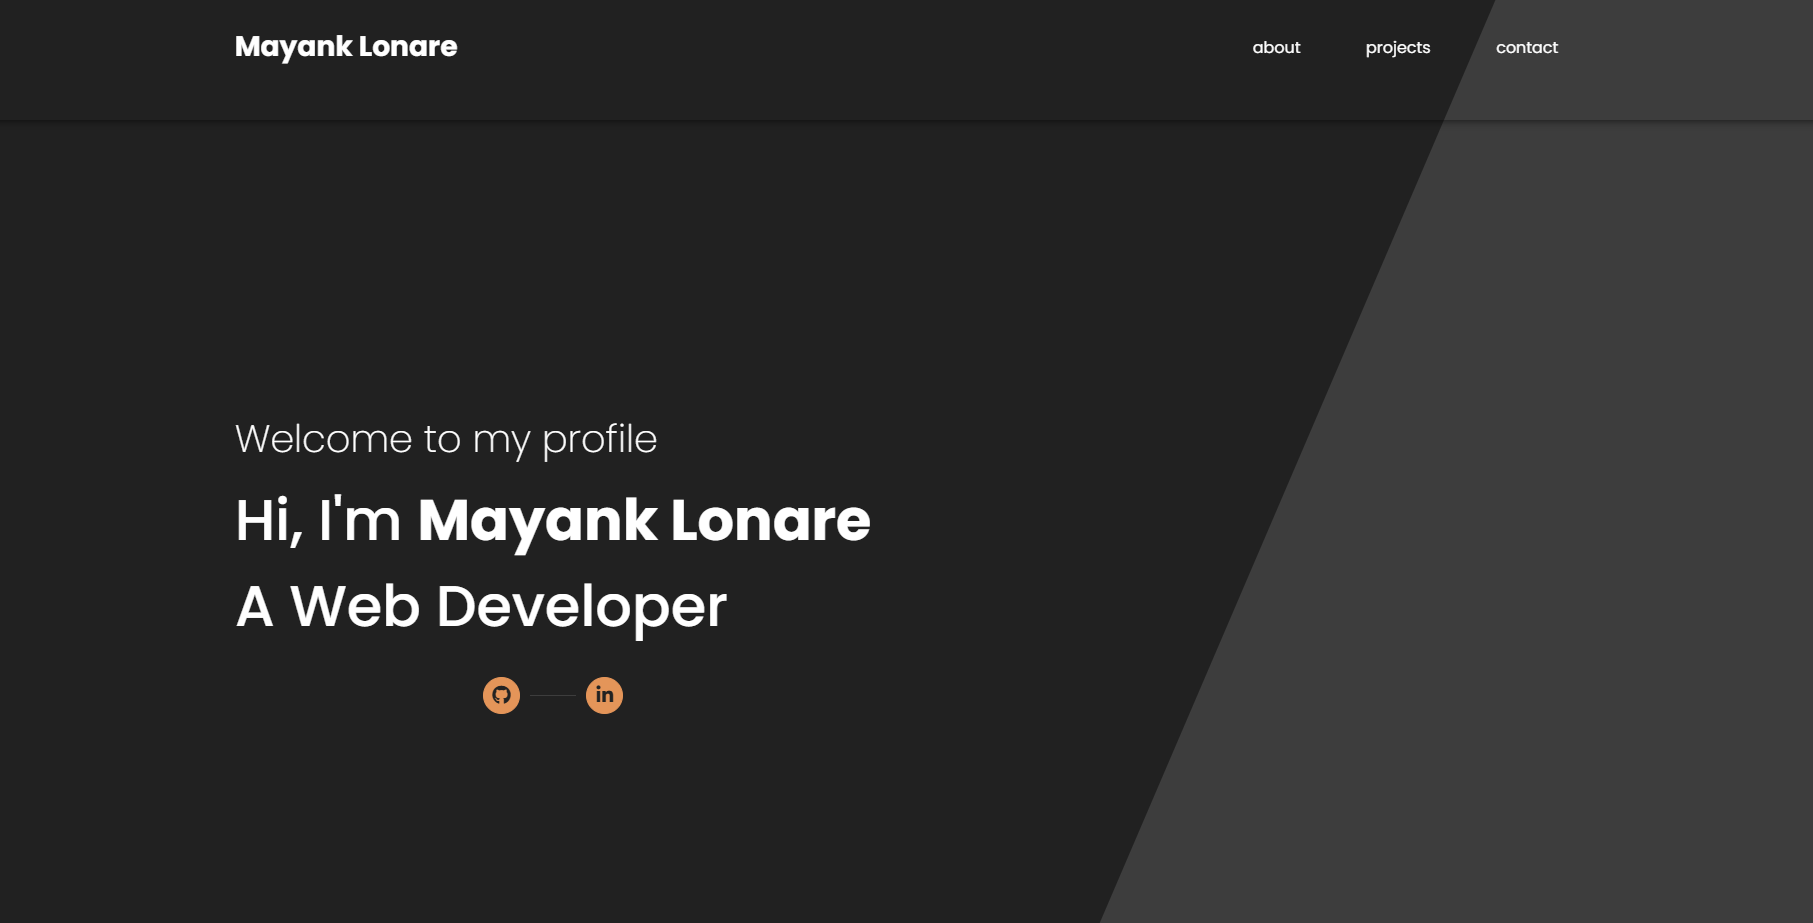 Mayank Lonare
about projects contact
Welcome to my profile
Hi, I'm Mayank Lonare
A Web Developer
in